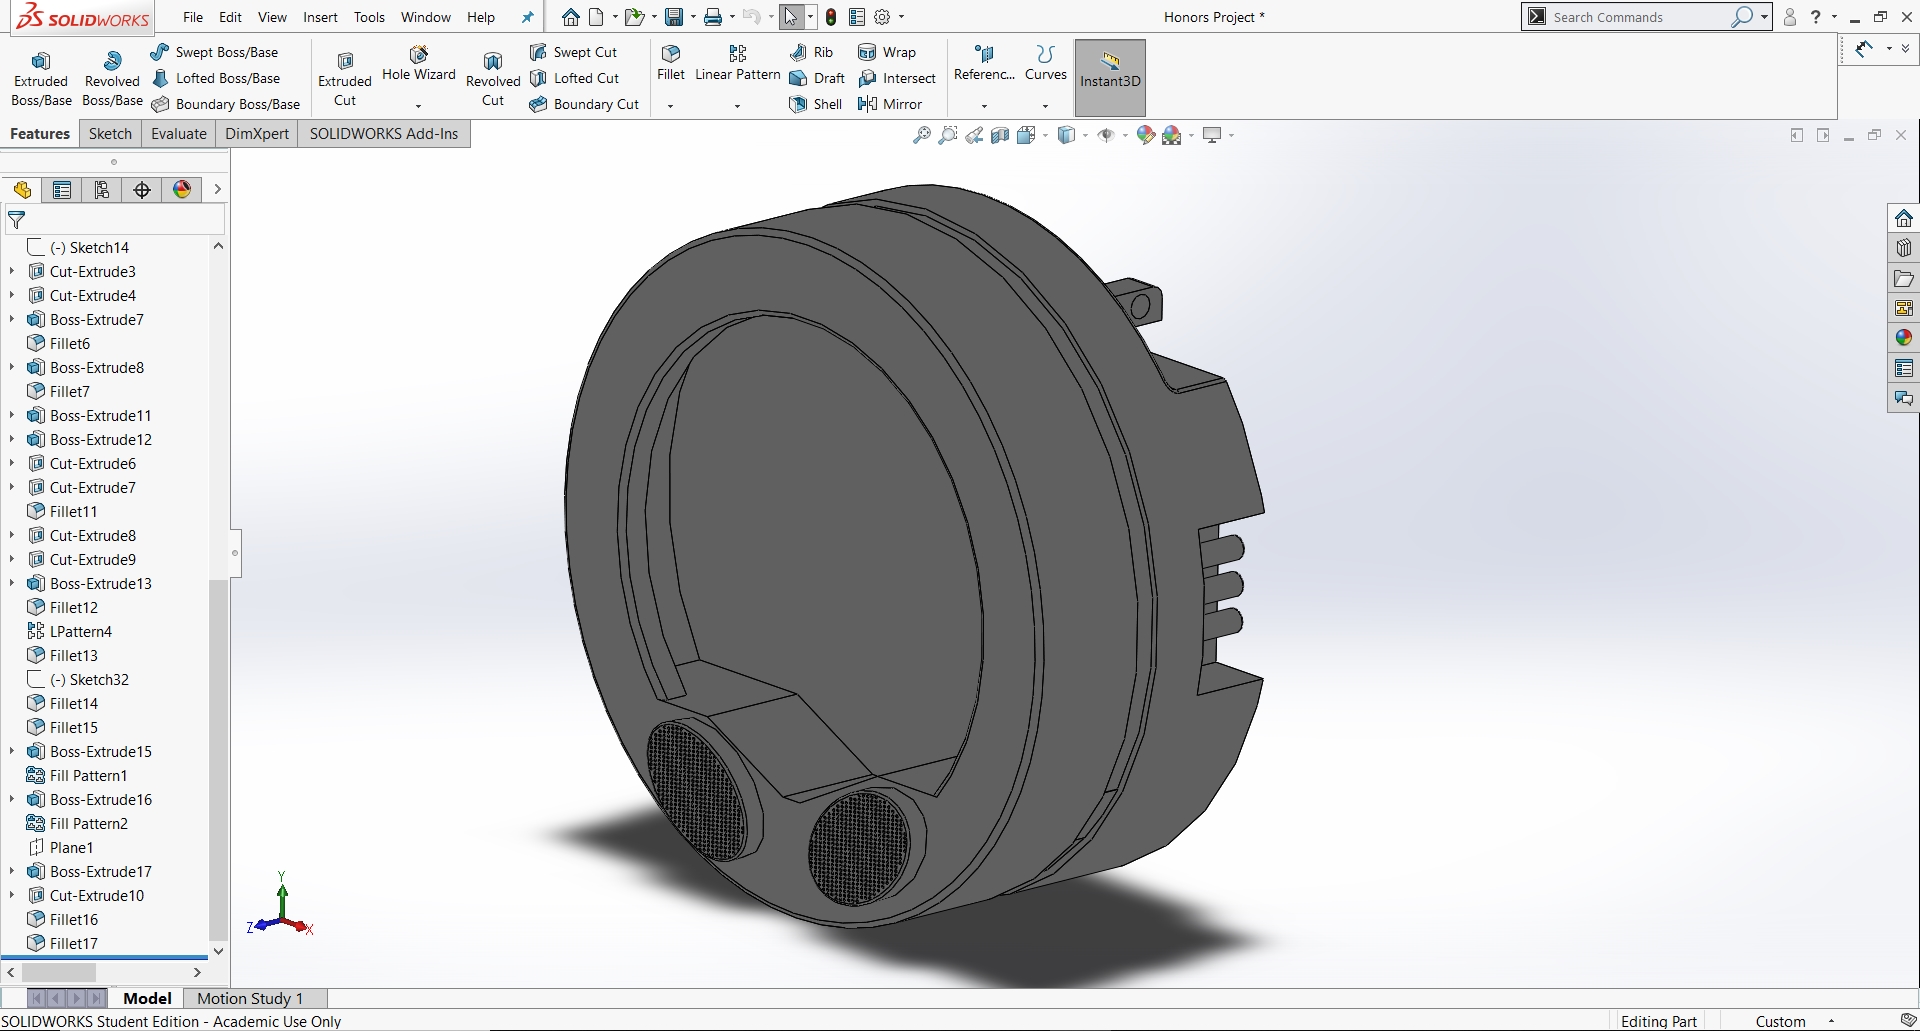 SOLIDWORKS File Edit View Insert Tools Window Help Honors Project * Search Commands
Extruded Boss/Base
Revolved Boss/Base
Swept Boss/Base
Lofted Boss/Base
Boundary Boss/Base
Extruded Cut
Hole Wizard
Revolved Cut
Swept Cut
Lofted Cut
Boundary Cut
Fillet
Linear Pattern
Rib
Draft
Shell
Wrap
Intersect
Mirror
Referenc...
Curves
Instant3D
Features Sketch Evaluate DimXpert SOLIDWORKS Add-Ins
(-) Sketch14
Cut-Extrude3
Cut-Extrude4
Boss-Extrude7
Fillet6
Boss-Extrude8
Fillet7
Boss-Extrude11
Boss-Extrude12
Cut-Extrude6
Cut-Extrude7
Fillet11
Cut-Extrude8
Cut-Extrude9
Boss-Extrude13
Fillet12
LPattern4
Fillet13
(-) Sketch32
Fillet14
Fillet15
Boss-Extrude15
Fill Pattern1
Boss-Extrude16
Fill Pattern2
Plane1
Boss-Extrude17
Cut-Extrude10
Fillet16
Fillet17
Y
Z X
Model Motion Study 1
SOLIDWORKS Student Edition - Academic Use Only Editing Part Custom